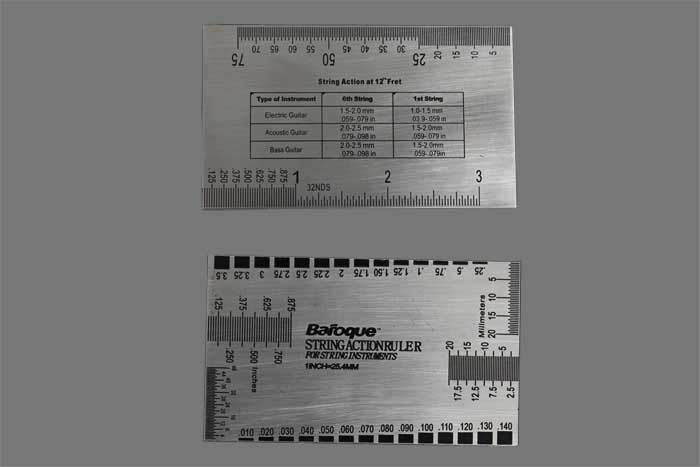 75 70 65 60 55 50 45 40 35 30 25 20 15 10 5
String Action at 12th Fret
Type of Instrument 6th String 1st String
Electric Guitar 1.5-2.0 mm 1.0-1.5 mm
.059-.079 in 03.9-.059 in
Acoustic Guitar 2.0-2.5 mm 1.5-2.0mm
.079-.098 in .059-.079 in
Bass Guitar 2.0-2.5 mm 1.5-2.0mm
.079-.098 in .059-.079in
.125 .250 .375 .500 .625 .750 .875 1 2 3
32NDS
3.5 3.25 3 2.75 2.5 2.25 2 1.75 1.50 1.25 .1 .75 .5 .25
.125 .375 .625 .875
5 10 15 20
Millimeters
Baroque™
STRING ACTION RULER
FOR STRING INSTRUMENTS
1INCH=25.4MM
.250 .500 .750
Inches
20 15 10 5
17.5 12.5 7.5 2.5
.010 .020 .030 .040 .050 .060 .070 .080 .090 .100 .110 .120 .130 .140